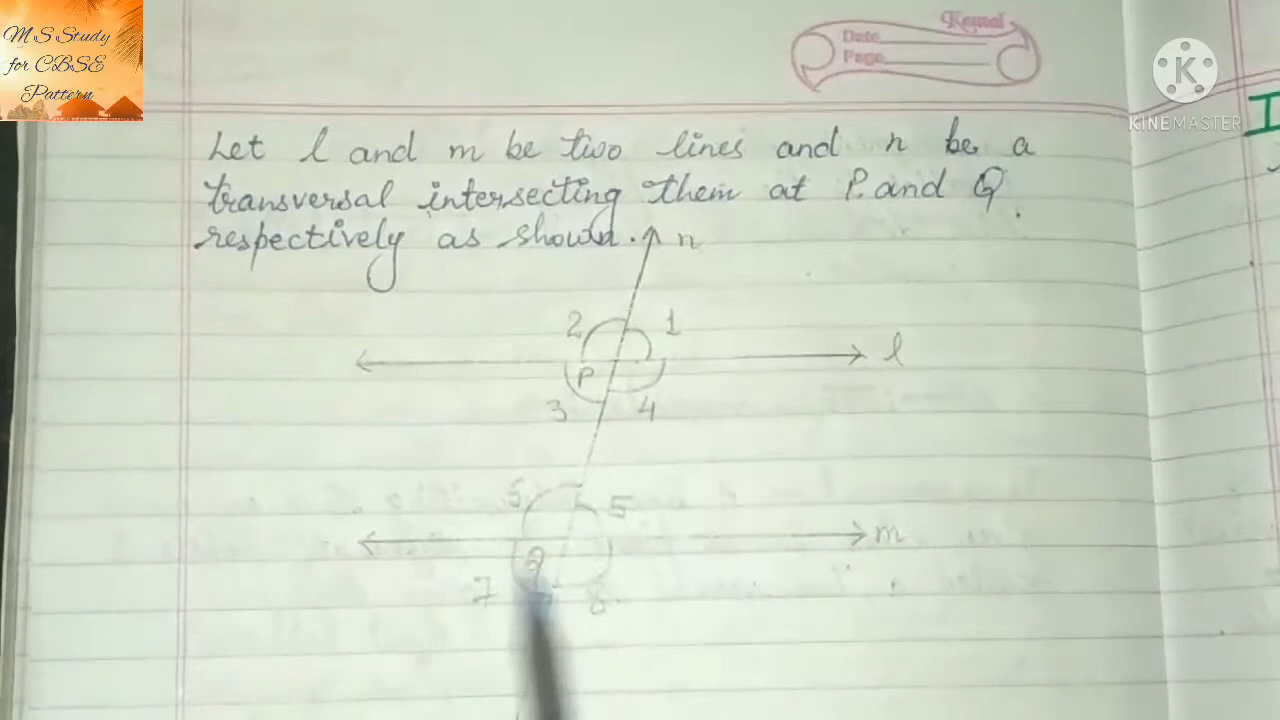 M S Study
for CBSE
Pattern
Kamal
Date
Page
K
KINEMASTER
Let l and m be two lines and n be a
transversal intersecting them at P and Q
respectively as shown.
n
2 1
l
P
3 4
5
m
Q
7 8